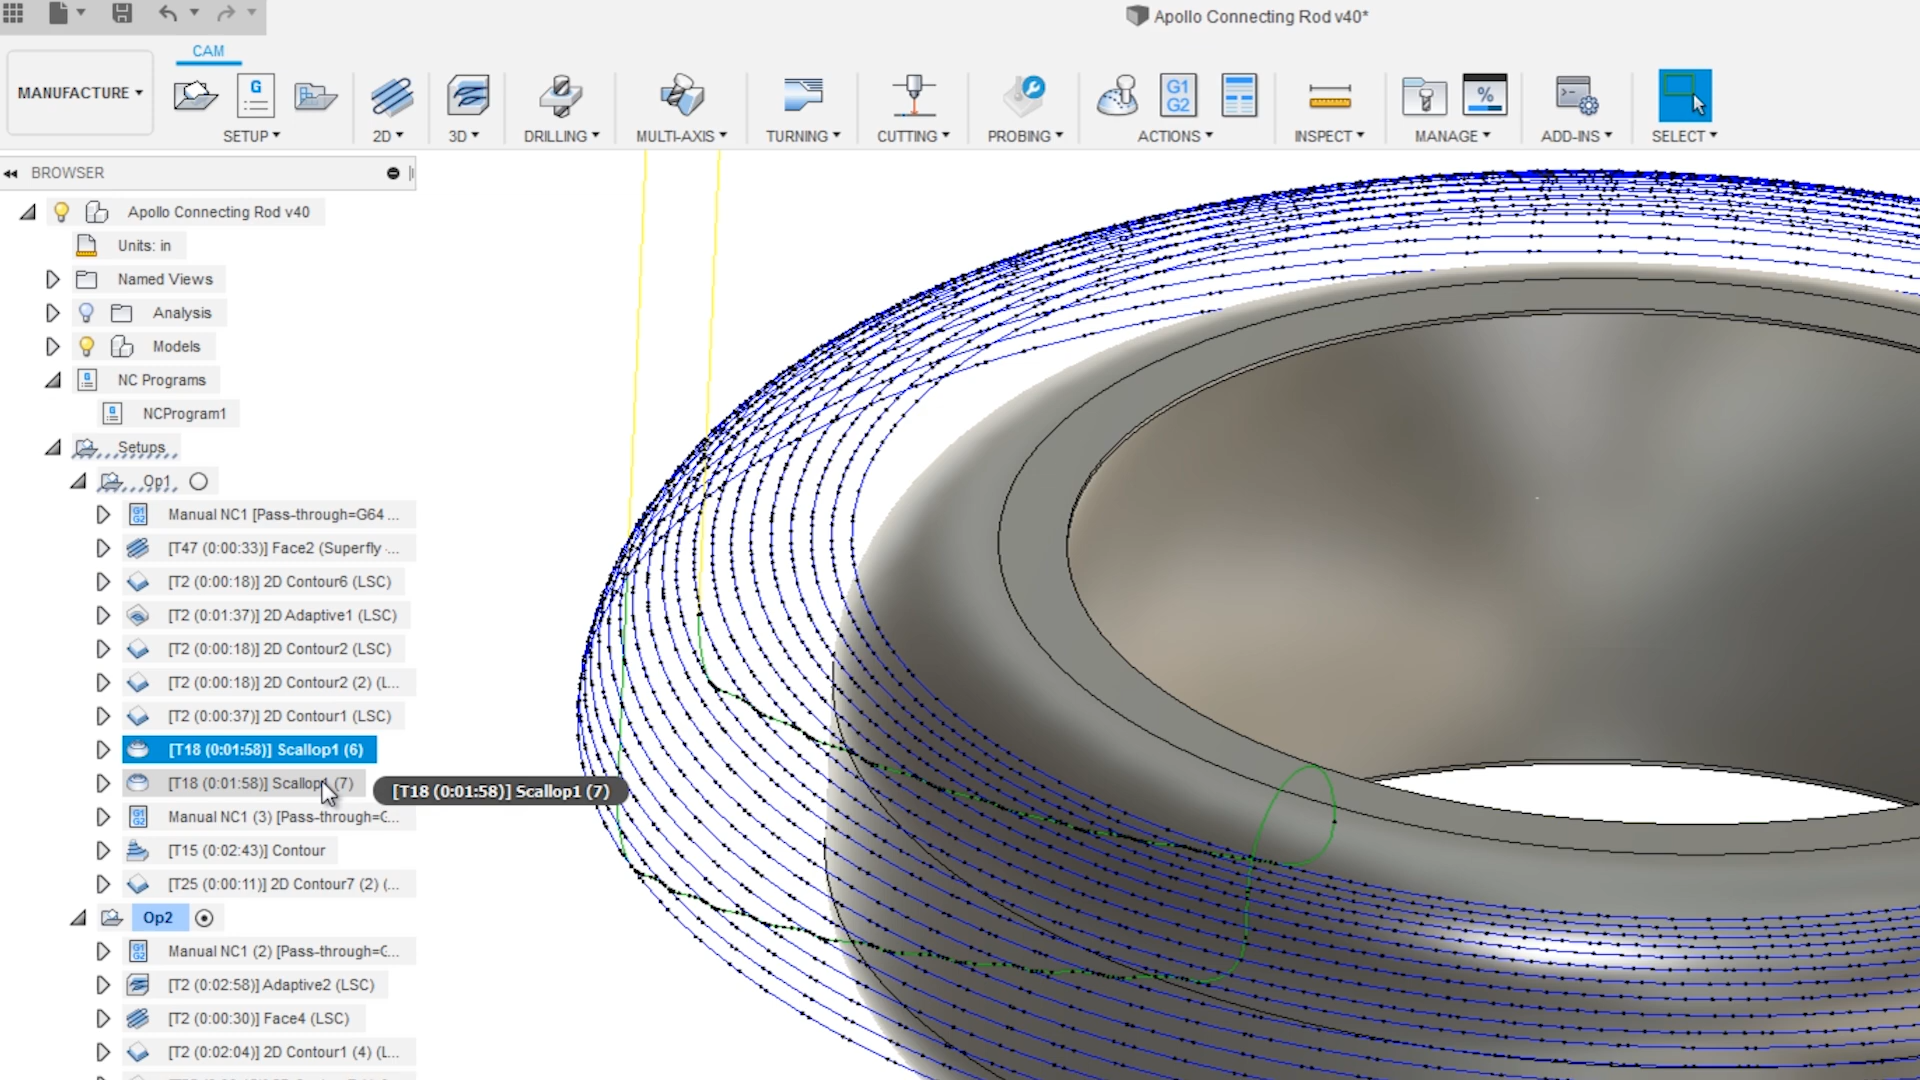 Apollo Connecting Rod v40*
CAM
MANUFACTURE
G
G1
G2
%
SETUP
2D
3D
DRILLING
MULTI-AXIS
TURNING
CUTTING
PROBING
ACTIONS
INSPECT
MANAGE
ADD-INS
SELECT
BROWSER
Apollo Connecting Rod v40
Units: in
Named Views
Analysis
Models
NC Programs
NCProgram1
Setups
Op1
Manual NC1 [Pass-through=G64 ...
[T47 (0:00:33)] Face2 (Superfly -...
[T2 (0:00:18)] 2D Contour6 (LSC)
[T2 (0:01:37)] 2D Adaptive1 (LSC)
[T2 (0:00:18)] 2D Contour2 (LSC)
[T2 (0:00:18)] 2D Contour2 (2) (L...
[T2 (0:00:37)] 2D Contour1 (LSC)
[T18 (0:01:58)] Scallop1 (6)
[T18 (0:01:58)] Scallop1 (7)
[T18 (0:01:58)] Scallop1 (7)
Manual NC1 (3) [Pass-through=G...
[T15 (0:02:43)] Contour
[T25 (0:00:11)] 2D Contour7 (2) (...
Op2
Manual NC1 (2) [Pass-through=G...
[T2 (0:02:58)] Adaptive2 (LSC)
[T2 (0:00:30)] Face4 (LSC)
[T2 (0:02:04)] 2D Contour1 (4) (L...